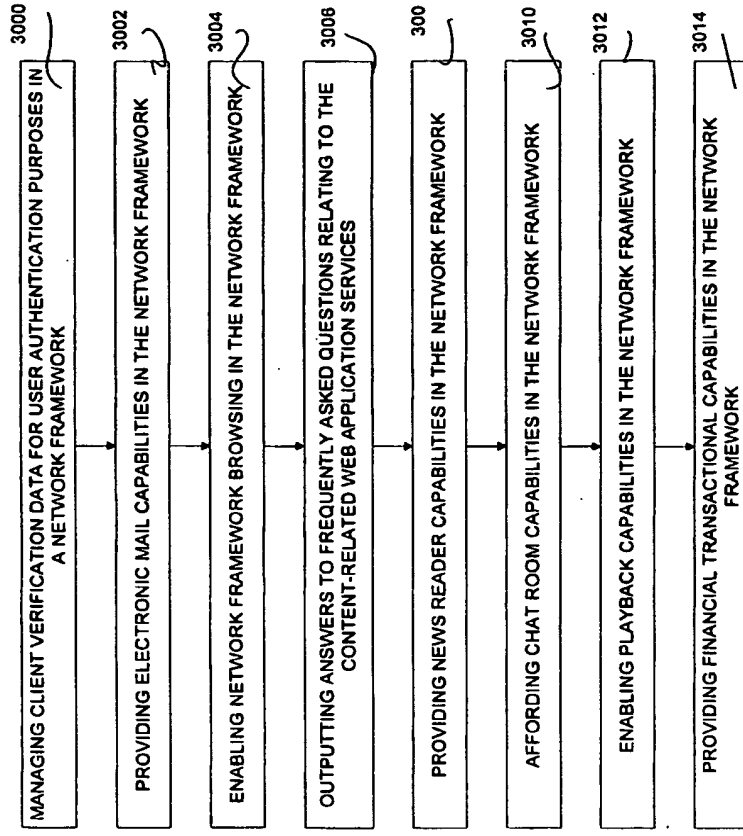 3000
MANAGING CLIENT VERIFICATION DATA FOR USER AUTHENTICATION PURPOSES IN
A NETWORK FRAMEWORK
3002
PROVIDING ELECTRONIC MAIL CAPABILITIES IN THE NETWORK FRAMEWORK
3004
ENABLING NETWORK FRAMEWORK BROWSING IN THE NETWORK FRAMEWORK
3006
OUTPUTTING ANSWERS TO FREQUENTLY ASKED QUESTIONS RELATING TO THE
CONTENT-RELATED WEB APPLICATION SERVICES
300
PROVIDING NEWS READER CAPABILITIES IN THE NETWORK FRAMEWORK
3010
AFFORDING CHAT ROOM CAPABILITIES IN THE NETWORK FRAMEWORK
3012
ENABLING PLAYBACK CAPABILITIES IN THE NETWORK FRAMEWORK
3014
PROVIDING FINANCIAL TRANSACTIONAL CAPABILITIES IN THE NETWORK
FRAMEWORK